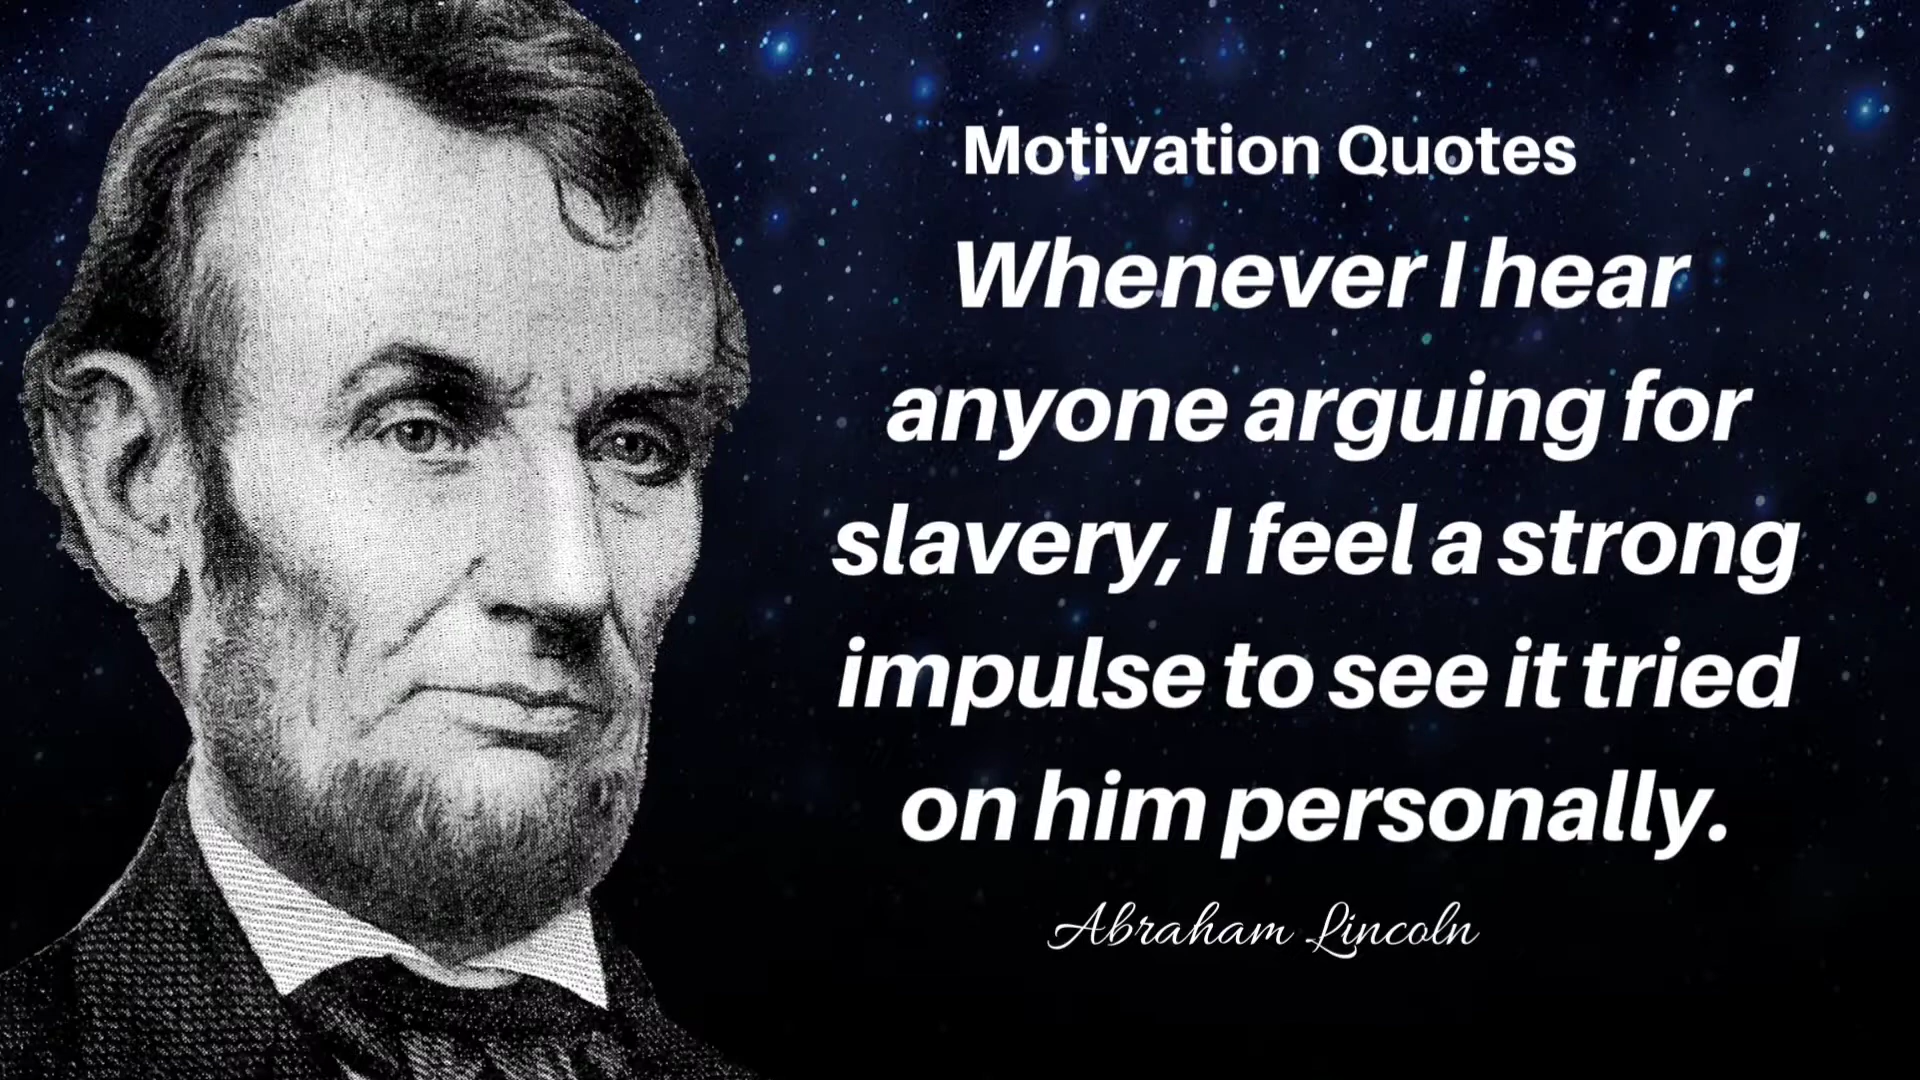 Motivation Quotes
Whenever I hear
anyone arguing for
slavery, I feel a strong
impulse to see it tried
on him personally.
Abraham Lincoln